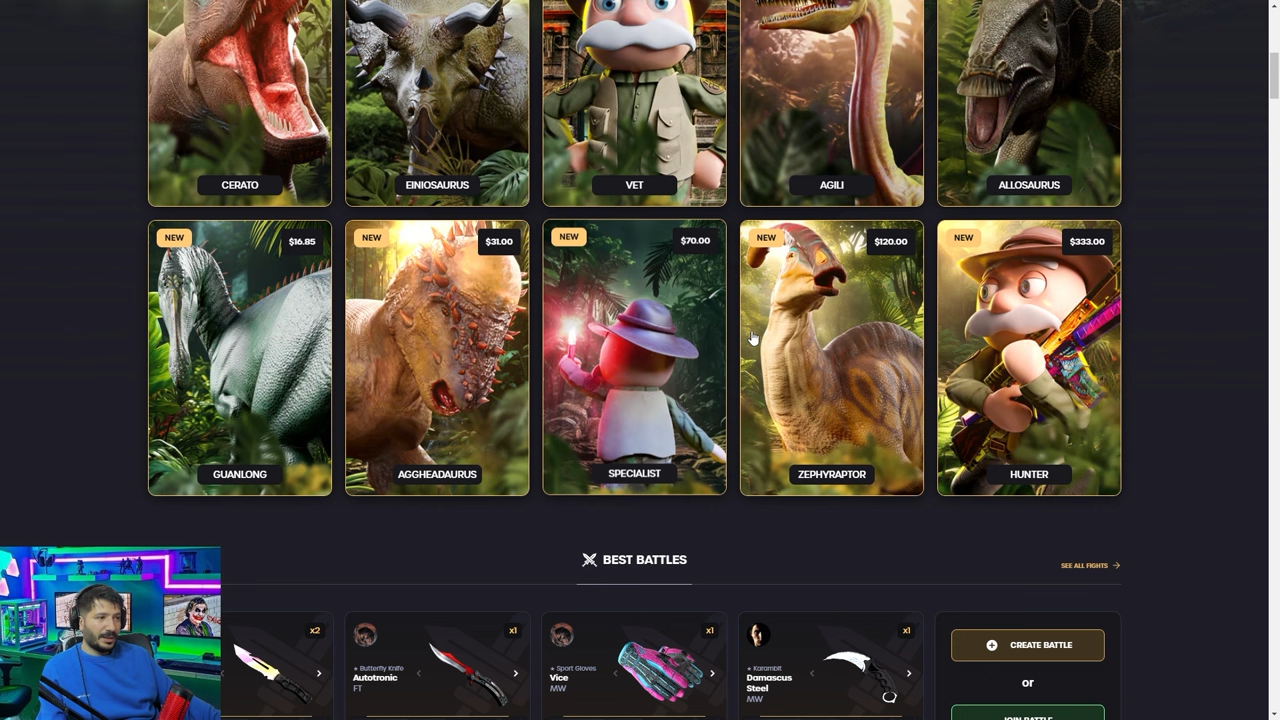 CERATO
EINIOSAURUS
VET
AGILI
ALLOSAURUS
NEW
$16.85
NEW
$31.00
NEW
$70.00
NEW
$120.00
NEW
$333.00
GUANLONG
AGGHEADAURUS
SPECIALIST
ZEPHYRAPTOR
HUNTER
BEST BATTLES
SEE ALL FIGHTS
x2
x1
★ Butterfly Knife
Autotronic
FT
x1
★ Sport Gloves
Vice
MW
x1
★ Karambit
Damascus
Steel
MW
CREATE BATTLE
or
JOIN BATTLE